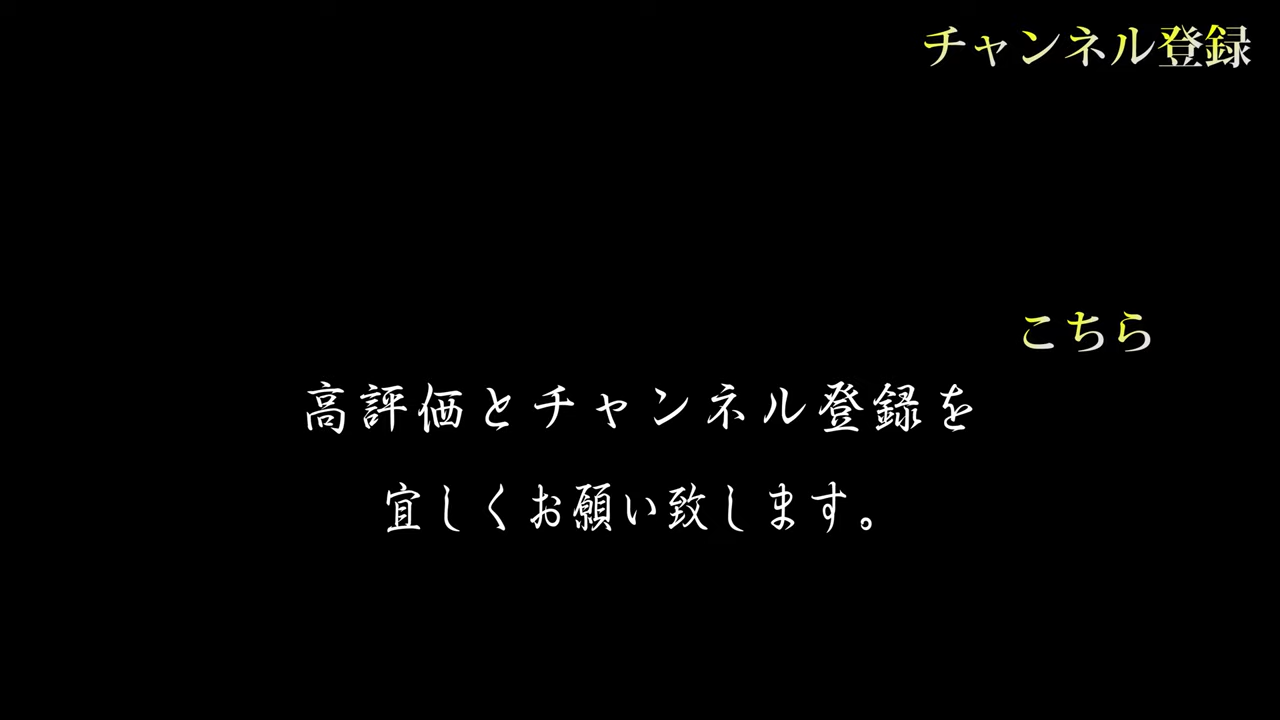 チャンネル登録
こちら
高評価とチャンネル登録を
宜しくお願い致します。